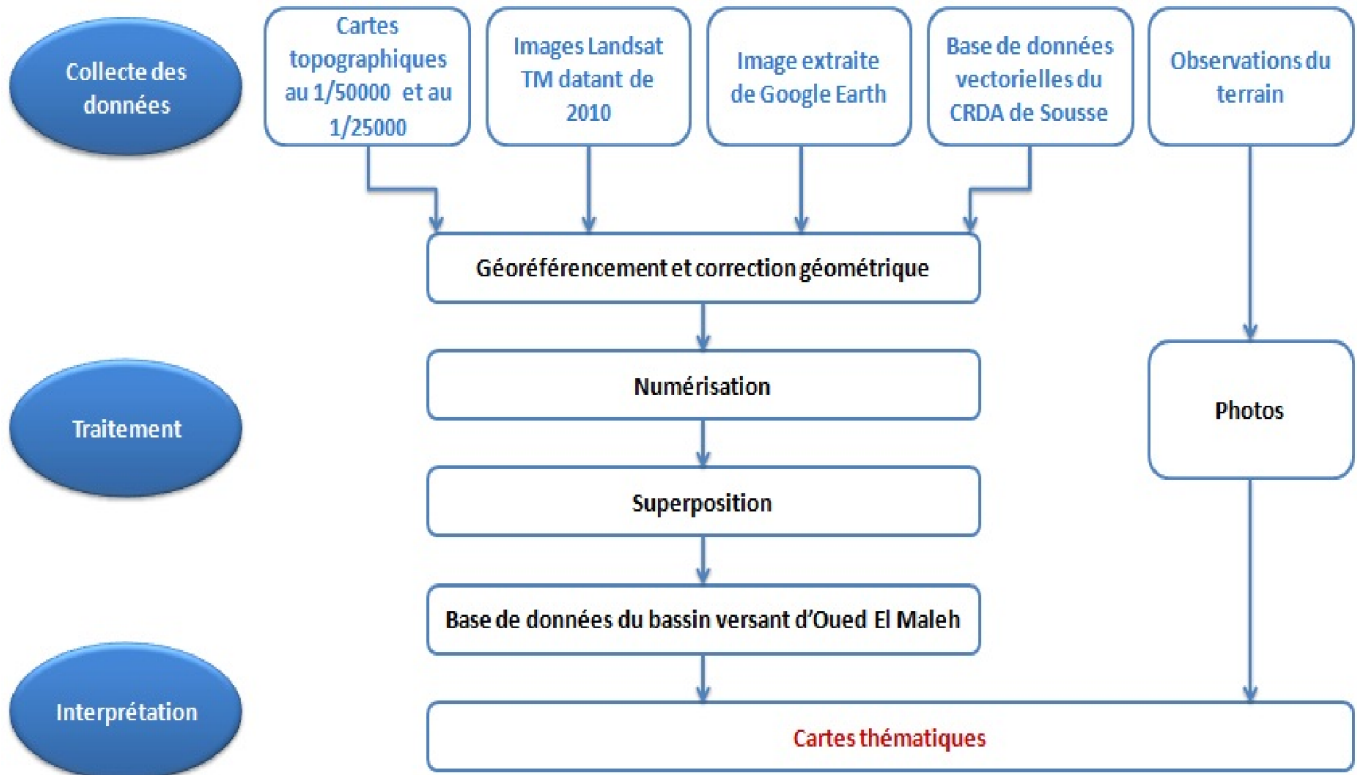 Collecte des
données
Cartes
topographiques
au 1/50000 et au
1/25000
Images Landsat
TM datant de
2010
Image extraite
de Google Earth
Base de données
vectorielles du
CRDA de Sousse
Observations du
terrain
Géoréférencement et correction géométrique
Traitement
Numérisation
Photos
Superposition
Base de données du bassin versant d’Oued El Maleh
Interprétation
Cartes thématiques